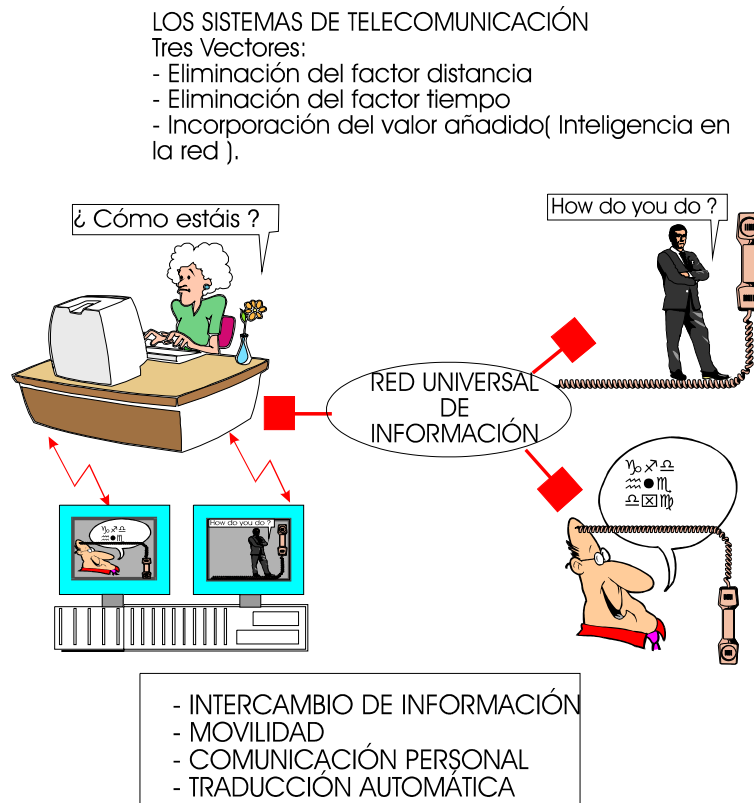 LOS SISTEMAS DE TELECOMUNICACIÓN
Tres Vectores:
- Eliminación del factor distancia
- Eliminación del factor tiempo
- Incorporación del valor añadido( Inteligencia en
la red ).
¿ Cómo estáis ?
How do you do ?
RED UNIVERSAL
DE
INFORMACIÓN
♑♐♎
♒●♏
♎☒♍
♑♐♎
♒●♏
How do you do ?
- INTERCAMBIO DE INFORMACIÓN
- MOVILIDAD
- COMUNICACIÓN PERSONAL
- TRADUCCIÓN AUTOMÁTICA